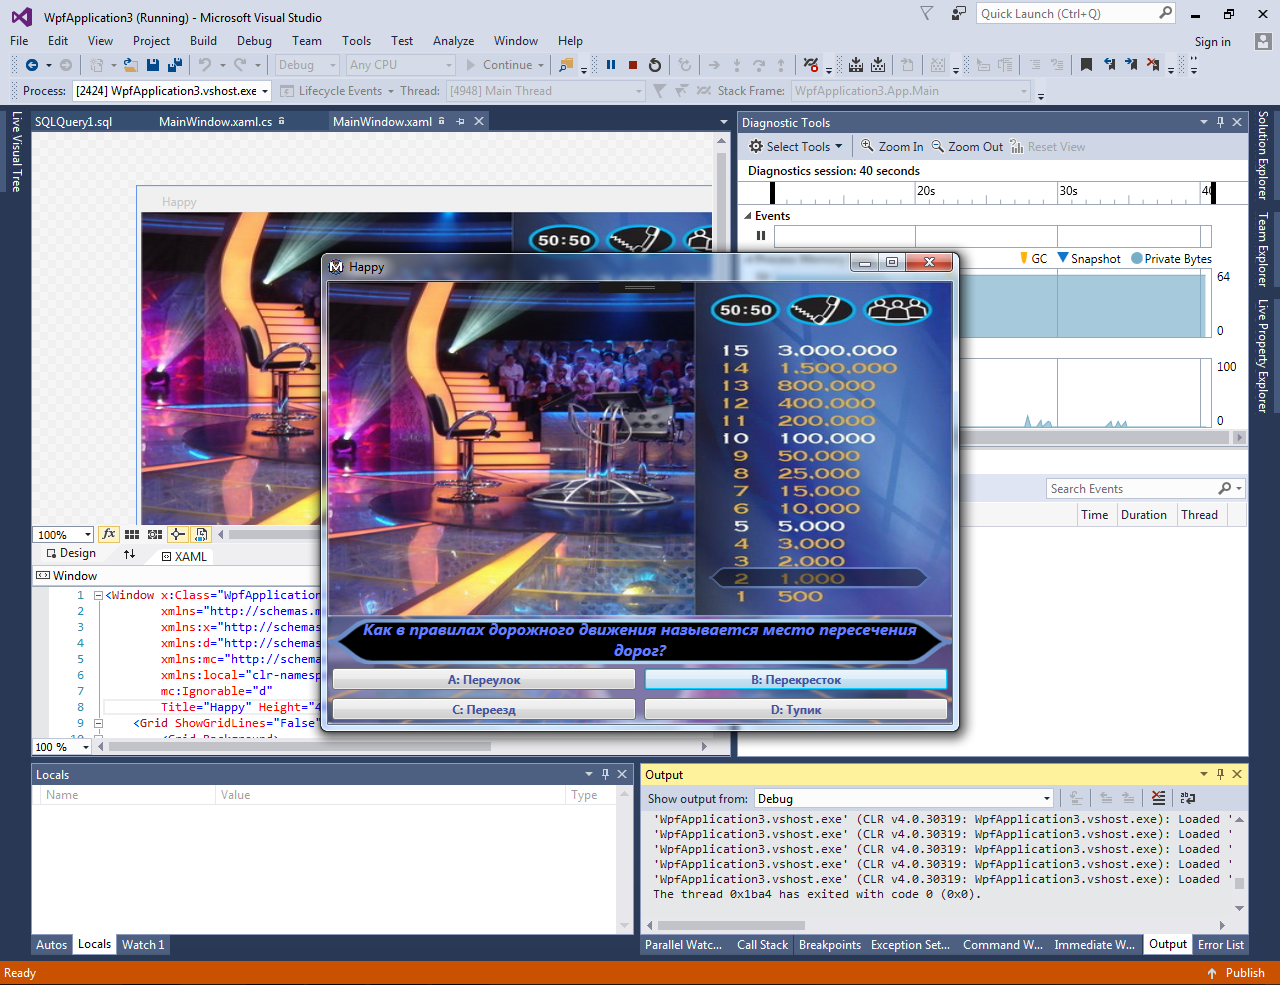 WpfApplication3 (Running) - Microsoft Visual Studio
Quick Launch (Ctrl+Q)
File Edit View Project Build Debug Team Tools Test Analyze Window Help
Sign in
Debug Any CPU Continue
Process: [2424] WpfApplication3.vshost.exe Lifecycle Events Thread: [4948] Main Thread Stack Frame: WpfApplication3.App.Main
Live Visual Tree
SQLQuery1.sql MainWindow.xaml.cs MainWindow.xaml
Happy
50:50
Diagnostic Tools
Select Tools Zoom In Zoom Out Reset View
Diagnostics session: 40 seconds
20s 30s
Events
GC Snapshot Private Bytes
64
0
100
0
Search Events
Time Duration Thread
Solution Explorer
Team Explorer
Live Property Explorer
Happy
50:50
15 3,000,000
14 1,500,000
13 800,000
12 400,000
11 200,000
10 100,000
9 50,000
8 25,000
7 15,000
6 10,000
5 5,000
4 3,000
3 2,000
2 1,000
1 500
Как в правилах дорожного движения называется место пересечения
дорог?
A: Переулок B: Перекресток
C: Переезд D: Тупик
100%
Design XAML
Window
1 <Window x:Class="WpfApplication
2 xmlns="http://schemas.m
3 xmlns:x="http://schemas
4 xmlns:d="http://schemas
5 xmlns:mc="http://schema
6 xmlns:local="clr-namesp
7 mc:Ignorable="d"
8 Title="Happy" Height="4
9 <Grid ShowGridLines="False"
10 <Grid.Background>
100 %
Locals
Name Value Type
Autos Locals Watch 1
Output
Show output from: Debug
'WpfApplication3.vshost.exe' (CLR v4.0.30319: WpfApplication3.vshost.exe): Loaded '
'WpfApplication3.vshost.exe' (CLR v4.0.30319: WpfApplication3.vshost.exe): Loaded '
'WpfApplication3.vshost.exe' (CLR v4.0.30319: WpfApplication3.vshost.exe): Loaded '
'WpfApplication3.vshost.exe' (CLR v4.0.30319: WpfApplication3.vshost.exe): Loaded '
'WpfApplication3.vshost.exe' (CLR v4.0.30319: WpfApplication3.vshost.exe): Loaded '
The thread 0x1ba4 has exited with code 0 (0x0).
Parallel Watc... Call Stack Breakpoints Exception Set... Command W... Immediate W... Output Error List
Ready
Publish